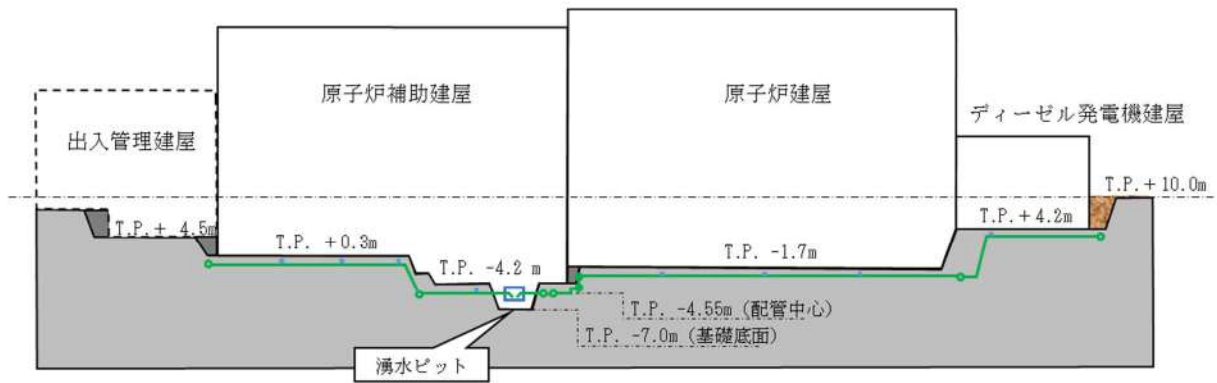 原子炉補助建屋
原子炉建屋
ディーゼル発電機建屋
出入管理建屋
T.P.+10.0m
T.P.+ 4.5m
T.P. +0.3m
T.P. -4.2 m
T.P. -1.7m
T.P.+4.2m
T.P. -4.55m (配管中心)
T.P. -7.0m (基礎底面)
湧水ピット